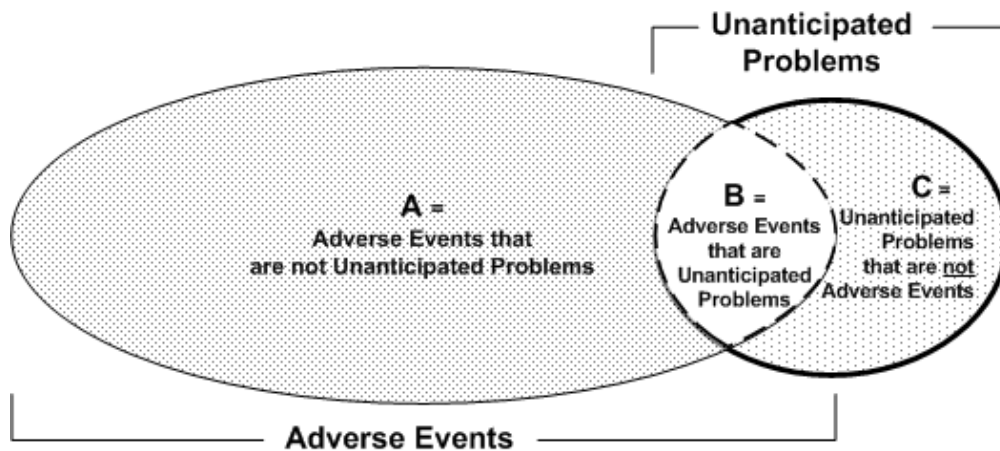 Unanticipated
Problems
A =
Adverse Events that
are not Unanticipated Problems
B =
Adverse Events
that are
Unanticipated
Problems
C =
Unanticipated
Problems
that are not
Adverse Events
Adverse Events